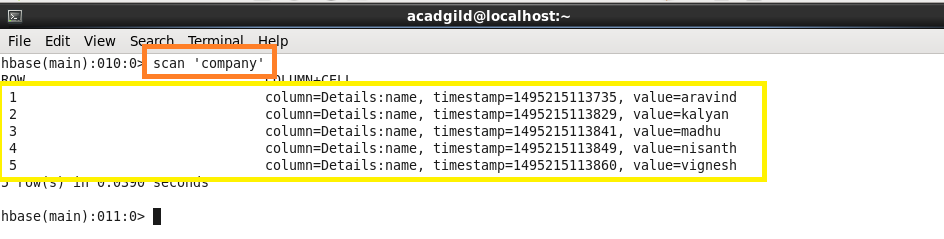 acadgild@localhost:~
File Edit View Search Terminal Help
hbase(main):010:0> scan 'company'
ROW COLUMN+CELL
1 column=Details:name, timestamp=1495215113735, value=aravind
2 column=Details:name, timestamp=1495215113829, value=kalyan
3 column=Details:name, timestamp=1495215113841, value=madhu
4 column=Details:name, timestamp=1495215113849, value=nisanth
5 column=Details:name, timestamp=1495215113860, value=vignesh
5 row(s) in 0.0390 seconds
hbase(main):011:0>